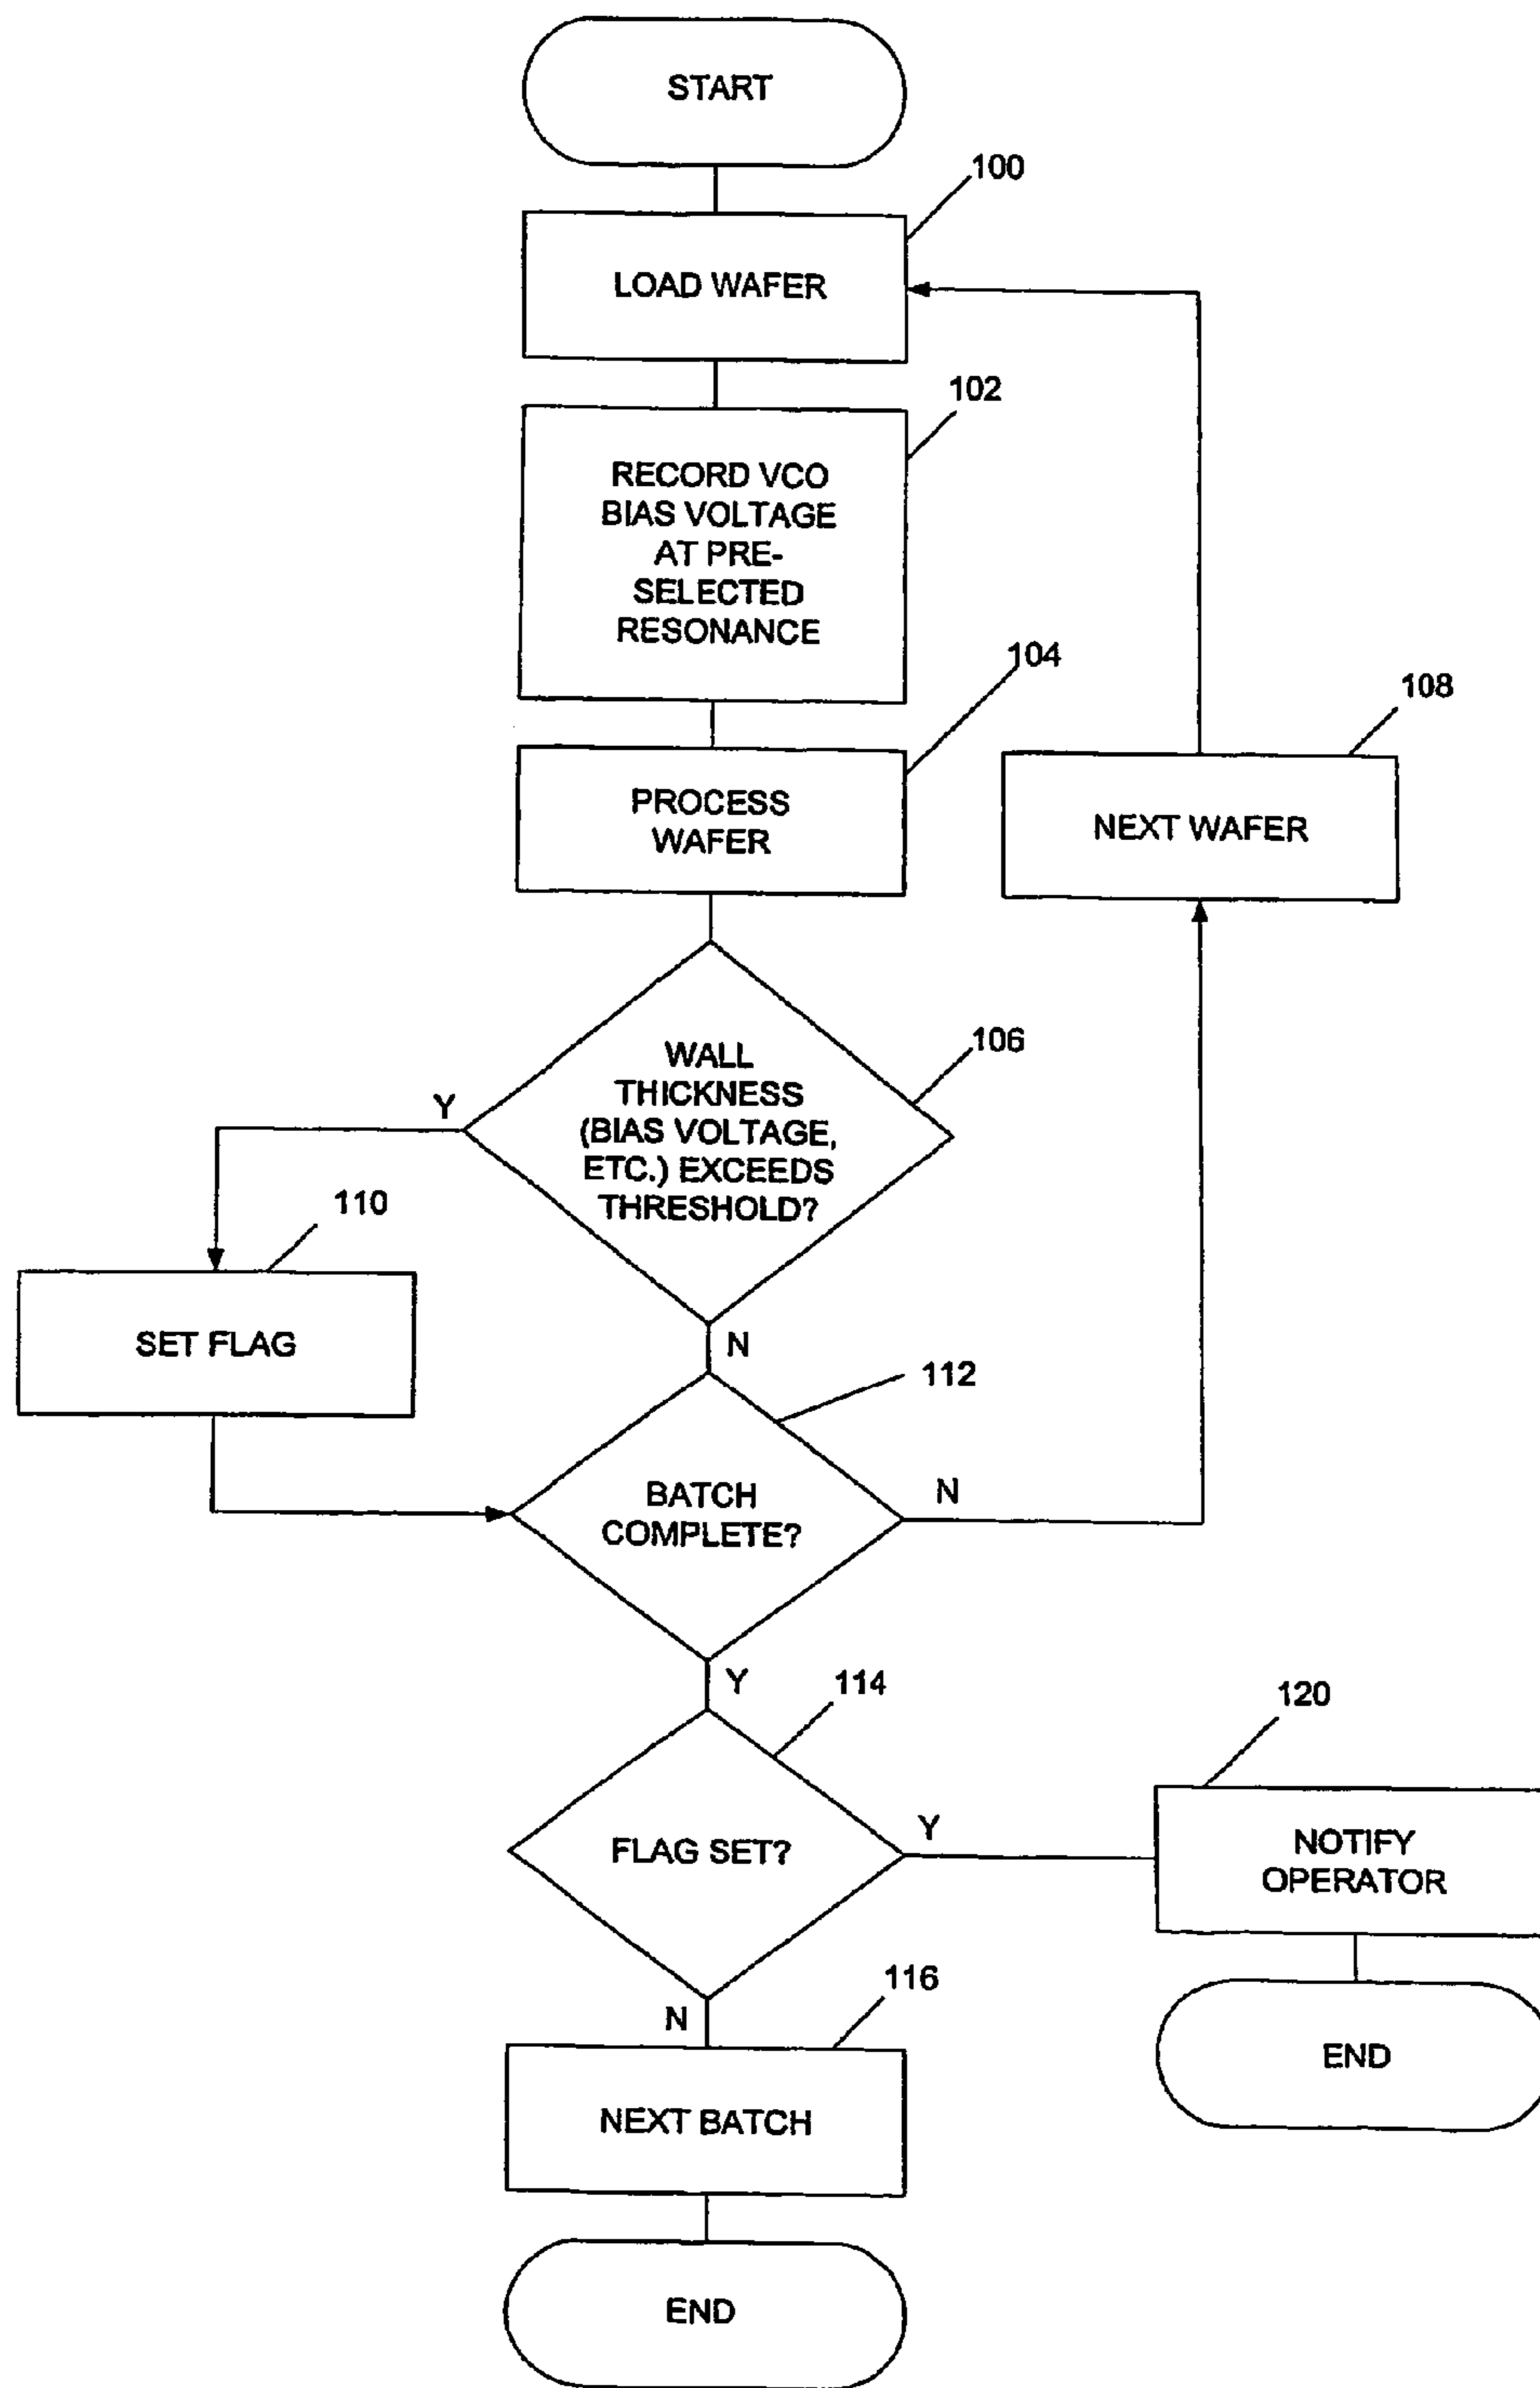 START
100
LOAD WAFER
102
RECORD VCO
BIAS VOLTAGE
AT PRE-
SELECTED
RESONANCE
104
PROCESS
WAFER
108
NEXT WAFER
106
WALL
THICKNESS
(BIAS VOLTAGE,
ETC.) EXCEEDS
THRESHOLD?
Y
110
SET FLAG
N
112
BATCH
COMPLETE?
N
Y
114
FLAG SET?
Y
120
NOTIFY
OPERATOR
END
N
116
NEXT BATCH
END